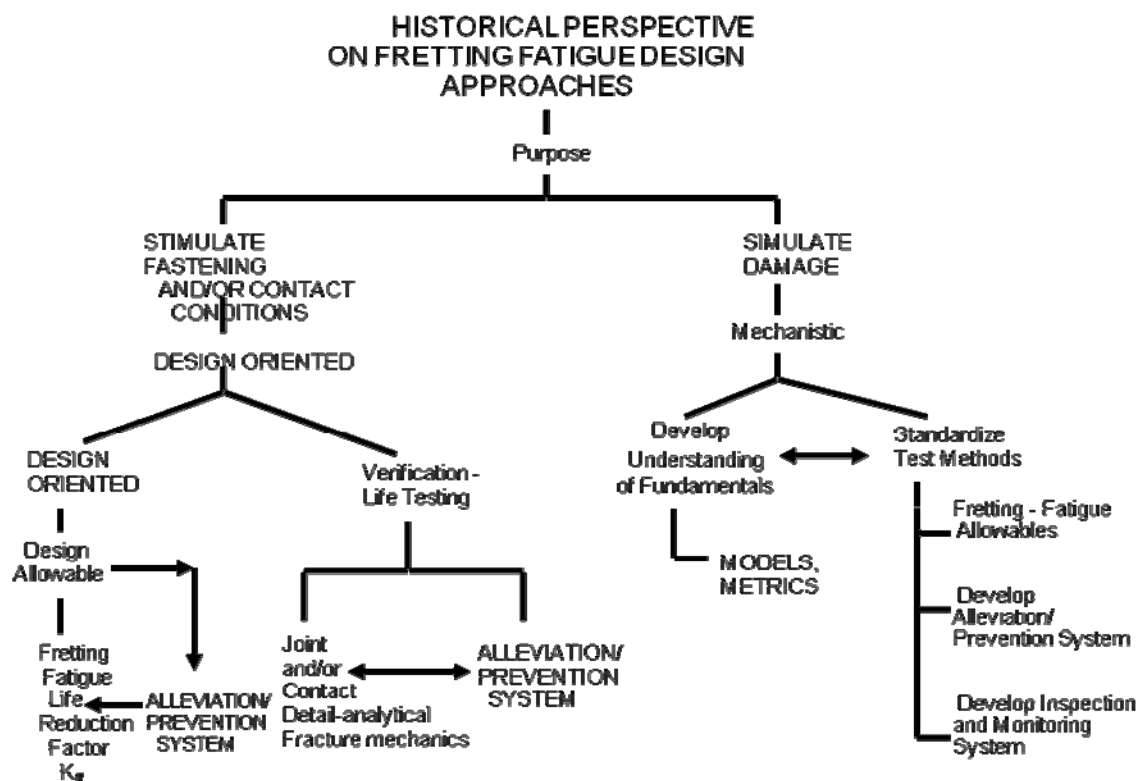 HISTORICAL PERSPECTIVE
ON FRETTING FATIGUE DESIGN
APPROACHES
Purpose
STIMULATE
FASTENING
AND/OR CONTACT
CONDITIONS
DESIGN ORIENTED
SIMULATE
DAMAGE
Mechanistic
DESIGN
ORIENTED
Verification -
Life Testing
Develop
Understanding
of Fundamentals
Standardize
Test Methods
Design
Allowable
MODELS,
METRICS
Fretting - Fatigue
Allowables
Develop
Alleviation/
Prevention System
Develop Inspection
and Monitoring
System
Fretting
Fatigue
Life
Reduction
Factor
ALLEVIATION/
PREVENTION
SYSTEM
Joint
and/or
Contact
Detail-analytical
Fracture mechanics
ALLEVIATION/
PREVENTION
SYSTEM